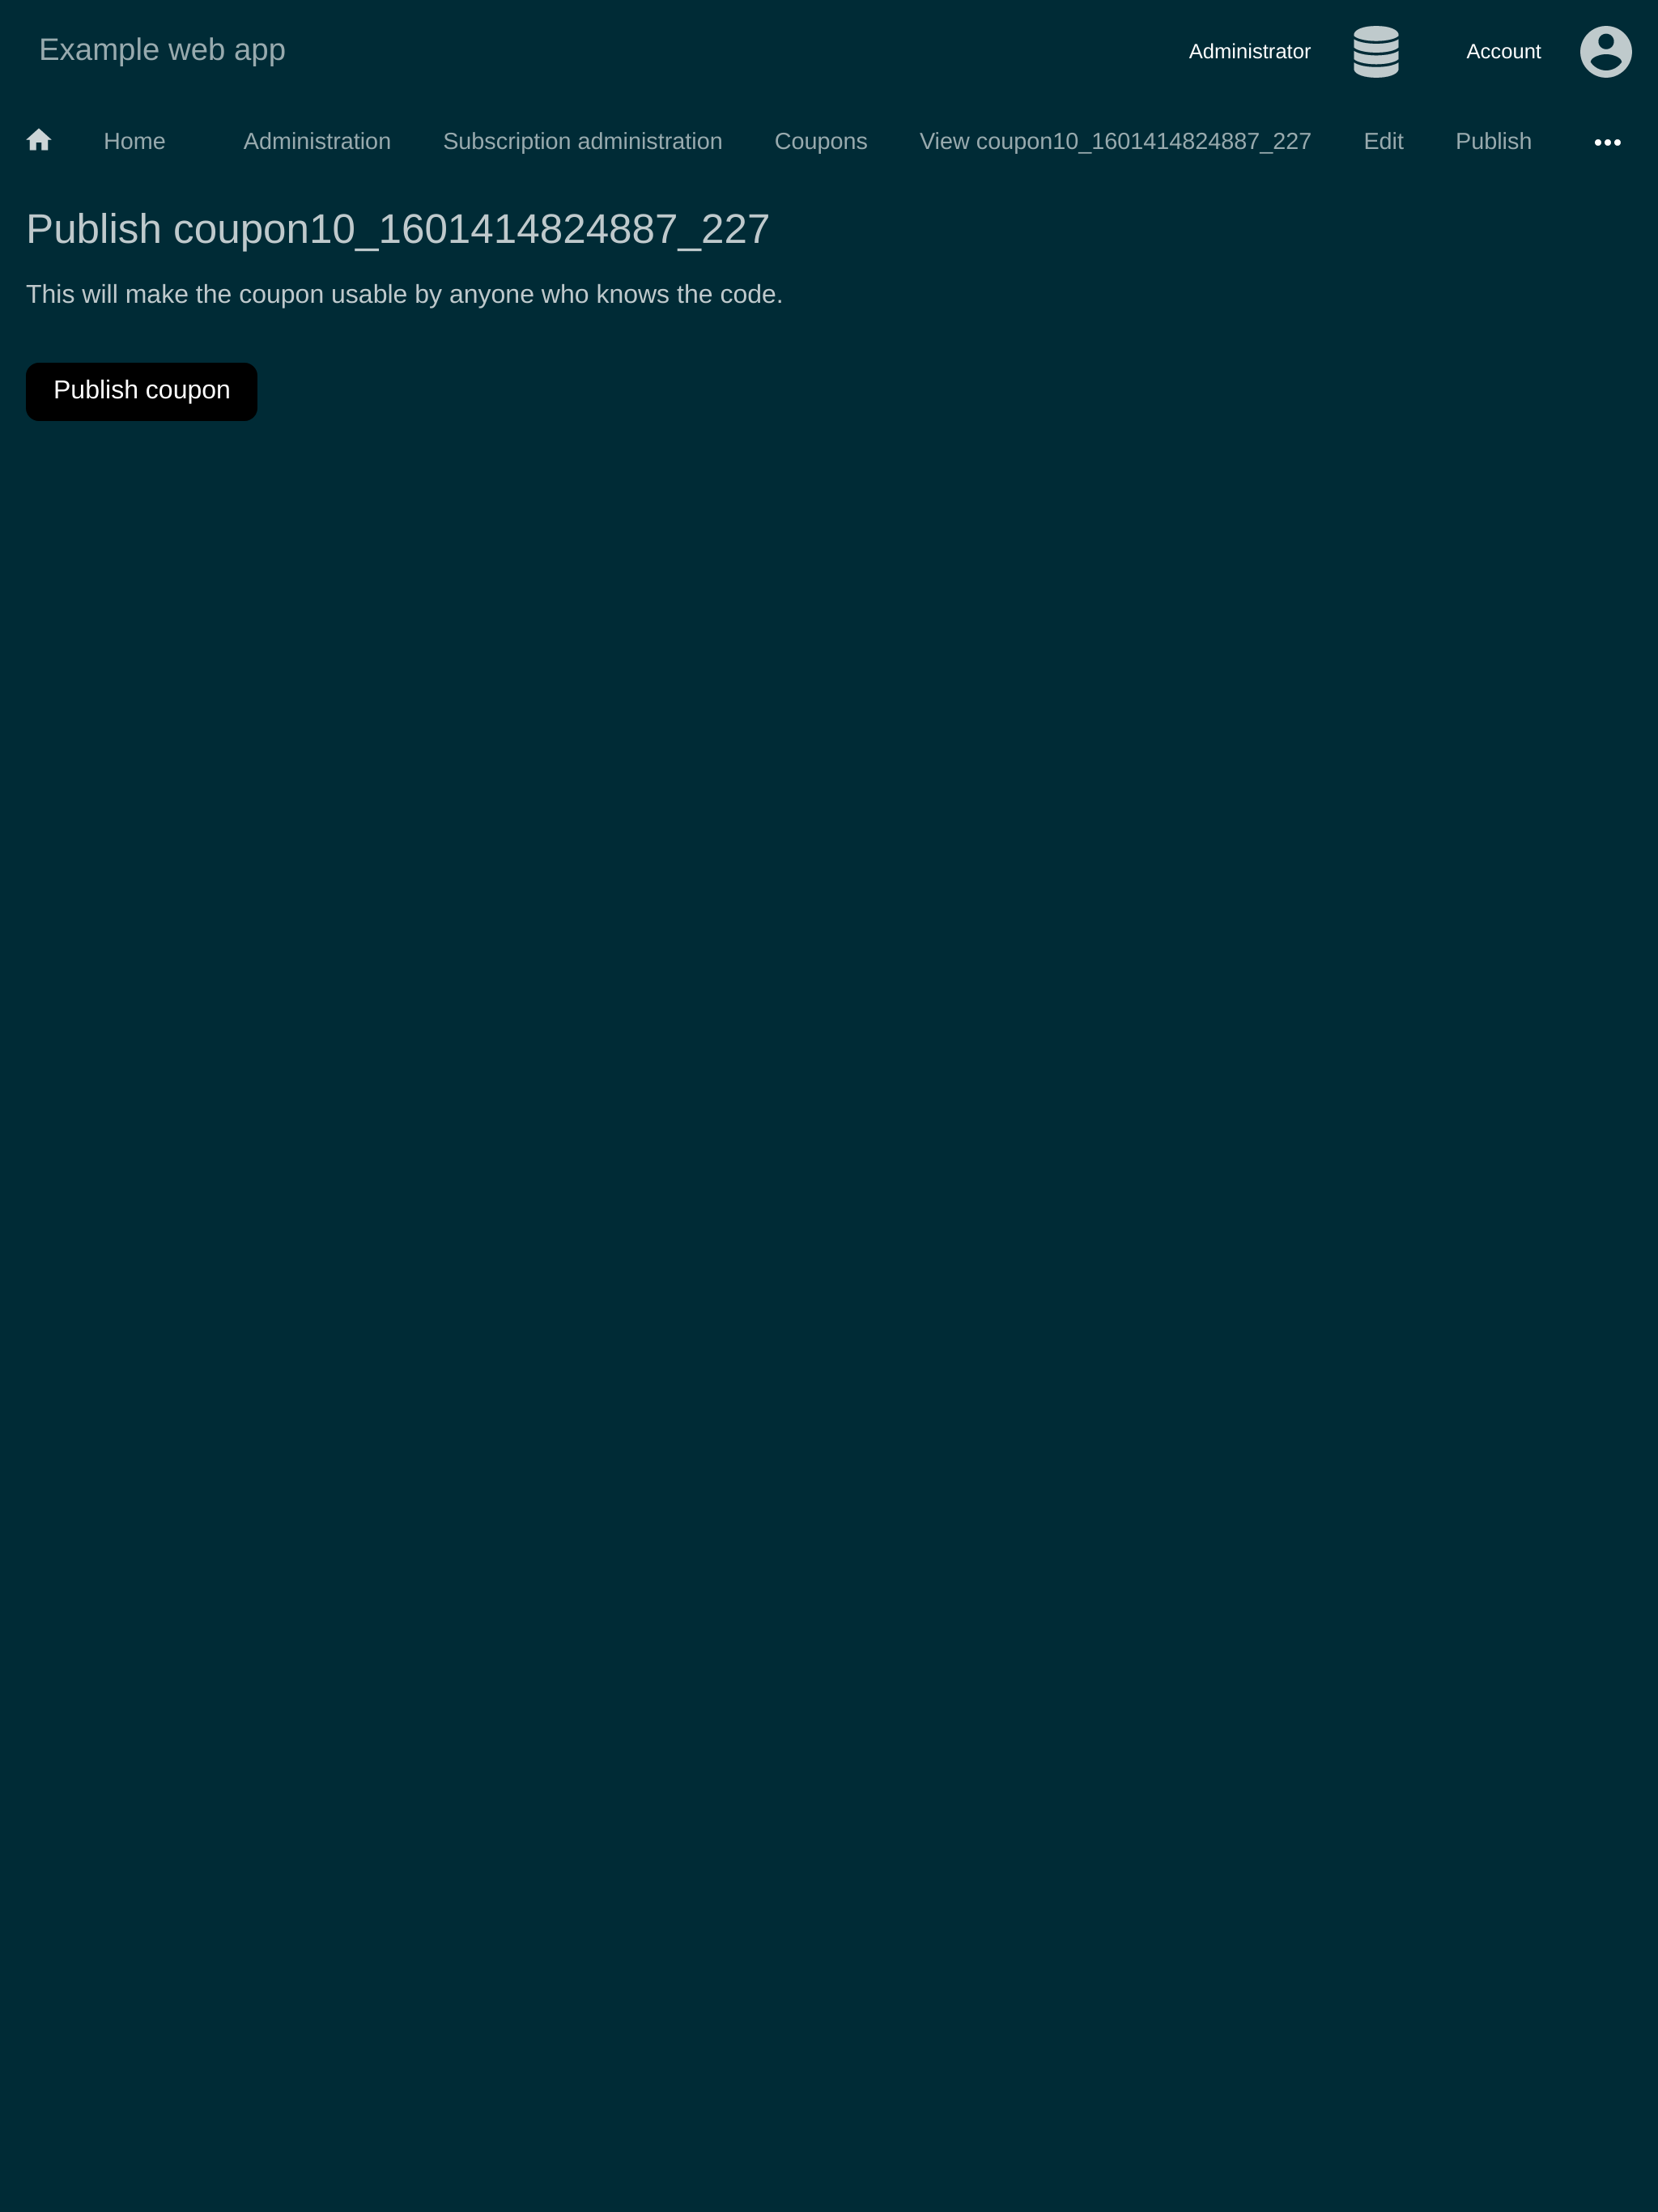 Example web app
Administrator
Account
Home
Administration
Subscription administration
Coupons
View coupon10_1601414824887_227
Edit
Publish
Publish coupon10_1601414824887_227
This will make the coupon usable by anyone who knows the code.
Publish coupon